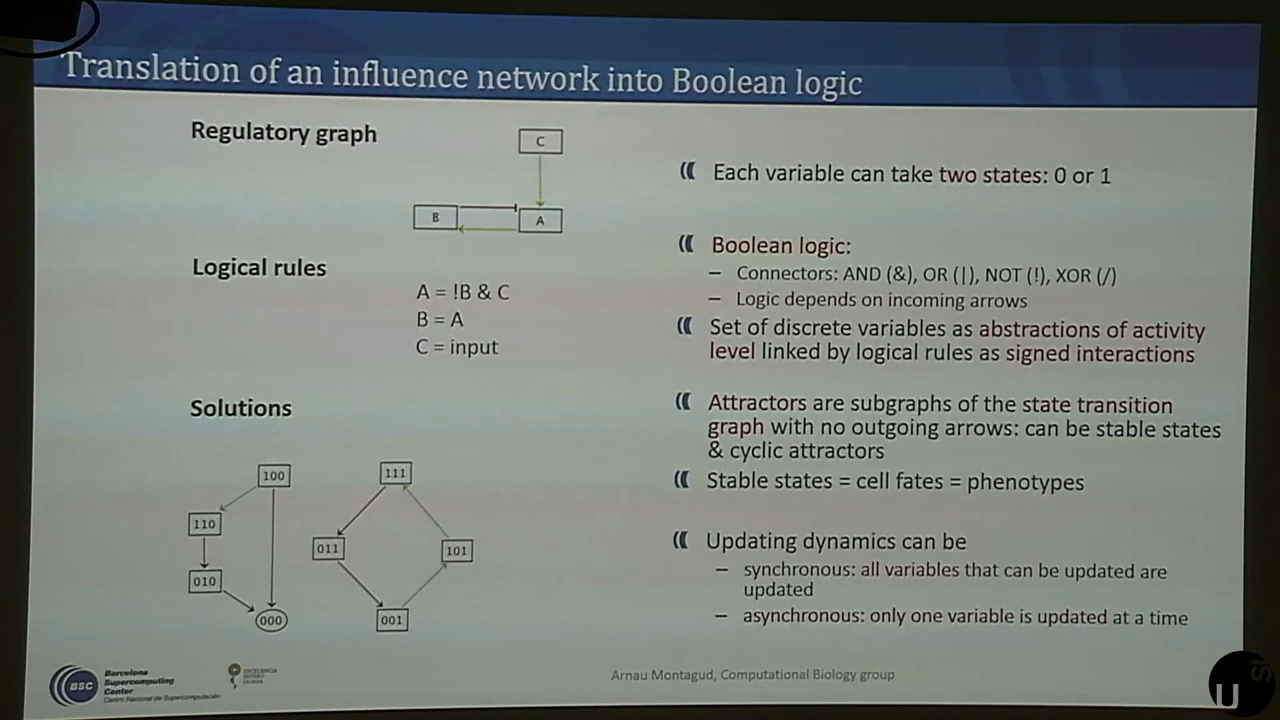 Translation of an influence network into Boolean logic
Regulatory graph
C
B
A
Logical rules
A = !B & C
B = A
C = input
Solutions
100
110
010
000
111
011
101
001
⸨ Each variable can take two states: 0 or 1
⸨ Boolean logic:
– Connectors: AND (&), OR (|), NOT (!), XOR (/)
– Logic depends on incoming arrows
⸨ Set of discrete variables as abstractions of activity
level linked by logical rules as signed interactions
⸨ Attractors are subgraphs of the state transition
graph with no outgoing arrows: can be stable states
& cyclic attractors
⸨ Stable states = cell fates = phenotypes
⸨ Updating dynamics can be
– synchronous: all variables that can be updated are
updated
– asynchronous: only one variable is updated at a time
BSC
Barcelona
Supercomputing
Center
Centro Nacional de Supercomputación
EXCELENCIA
SEVERO
OCHOA
Arnau Montagud, Computational Biology group
U